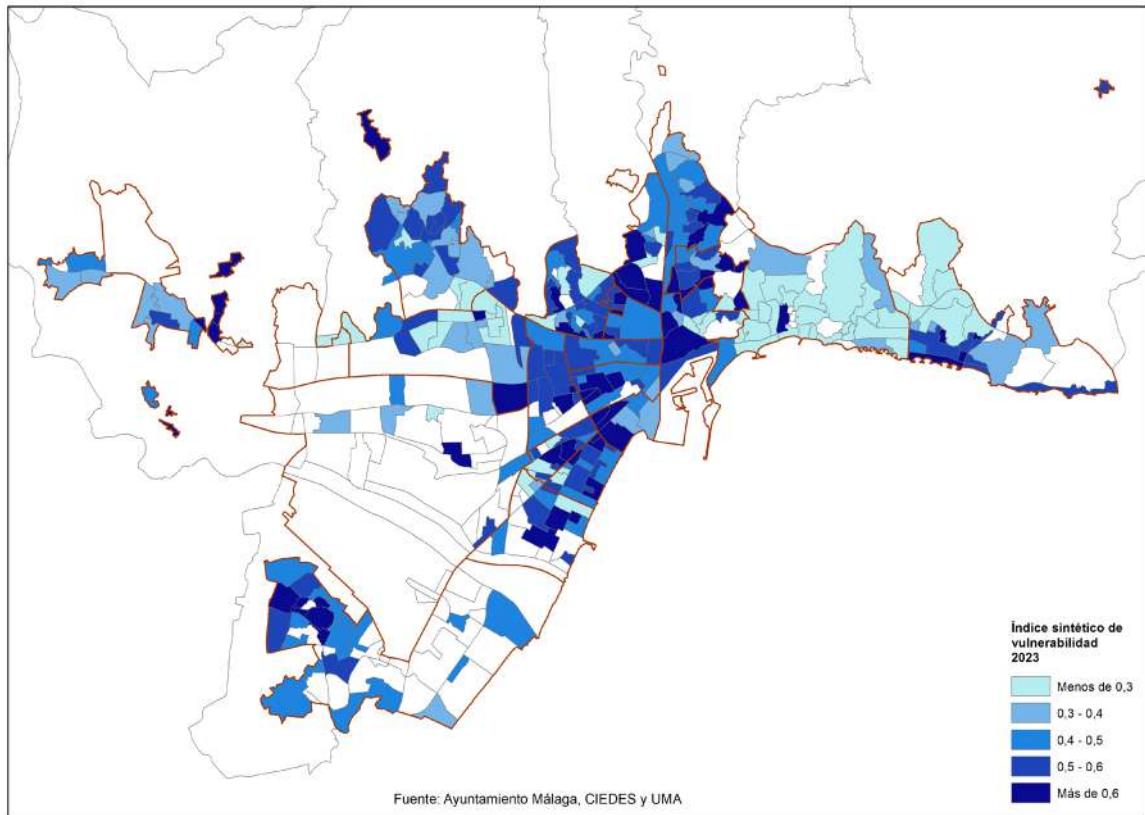 Índice sintético de
vulnerabilidad
2023
Menos de 0,3
0,3 - 0,4
0,4 - 0,5
0,5 - 0,6
Más de 0,6
Fuente: Ayuntamiento Málaga, CIEDES y UMA